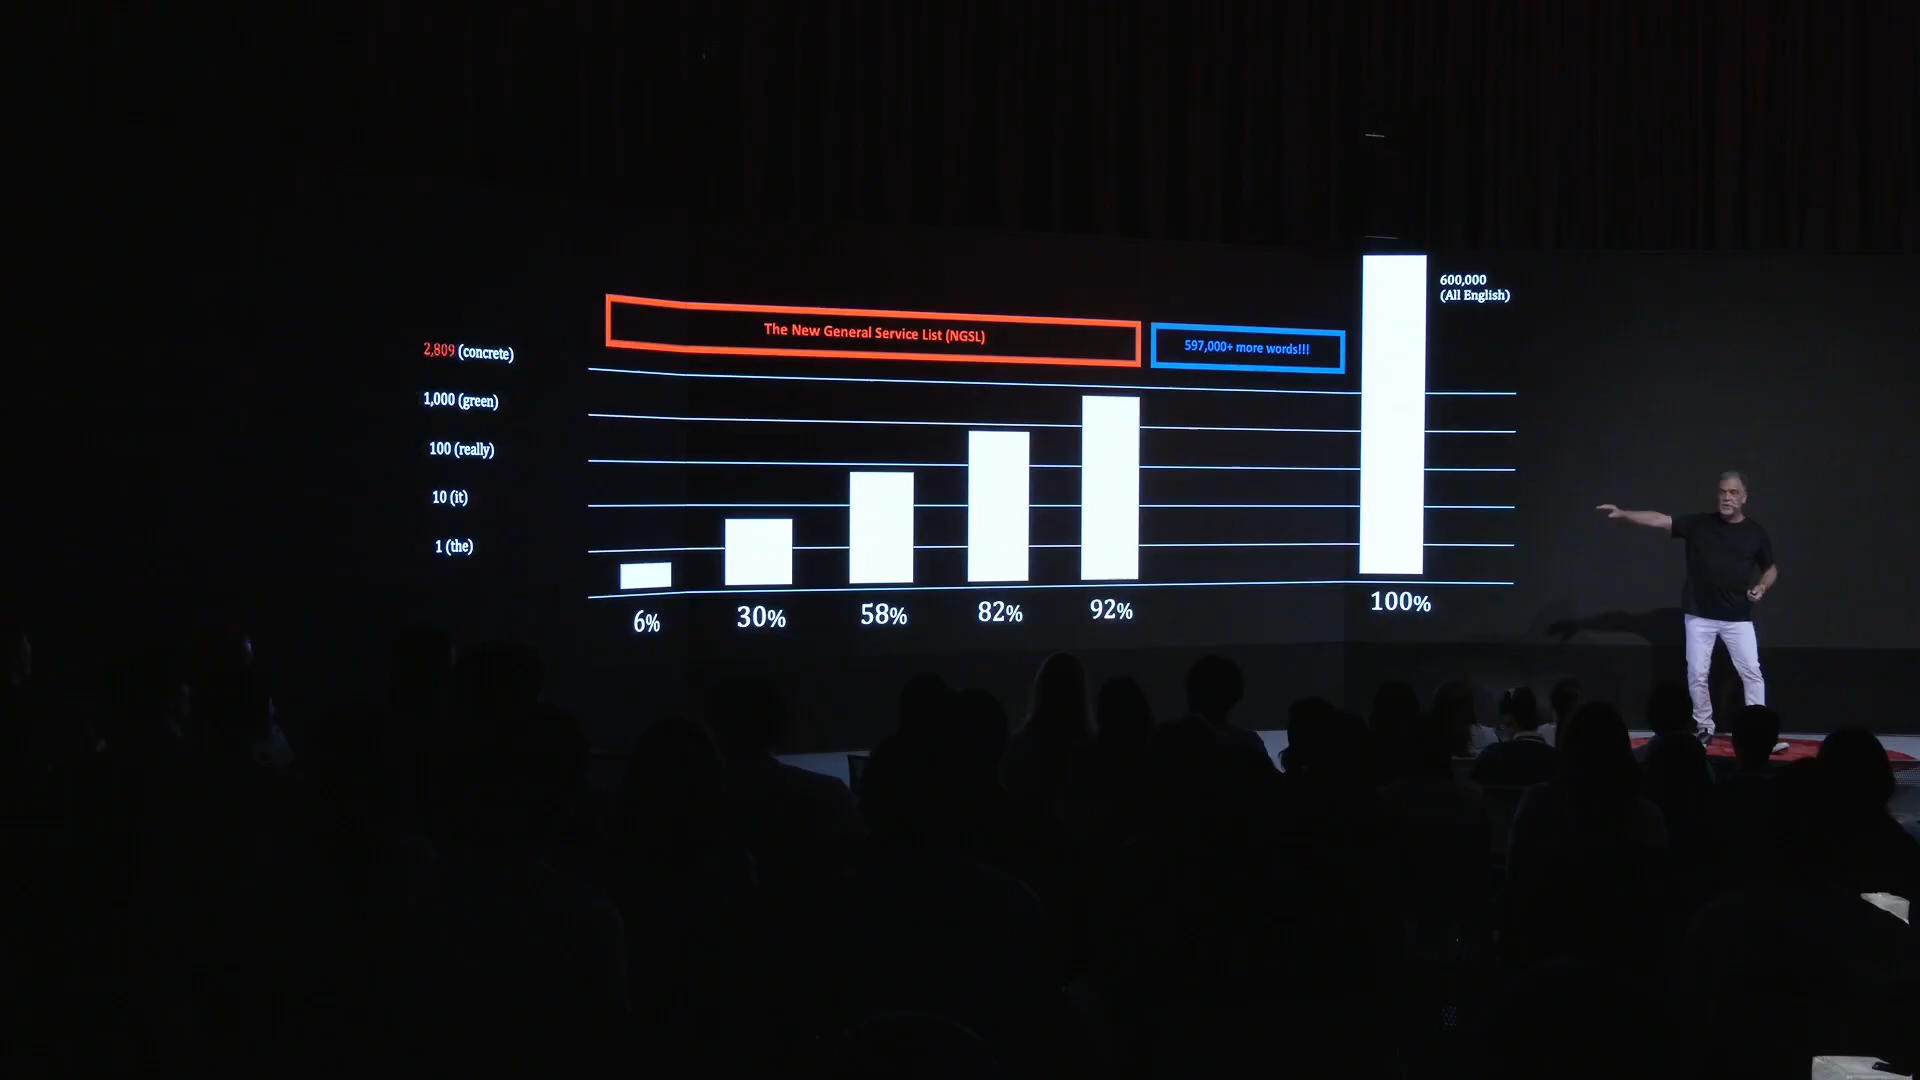 The New General Service List (NGSL)
597,000+ more words!!!
600,000
(All English)
2,809 (concrete)
1,000 (green)
100 (really)
10 (it)
1 (the)
6%
30%
58%
82%
92%
100%